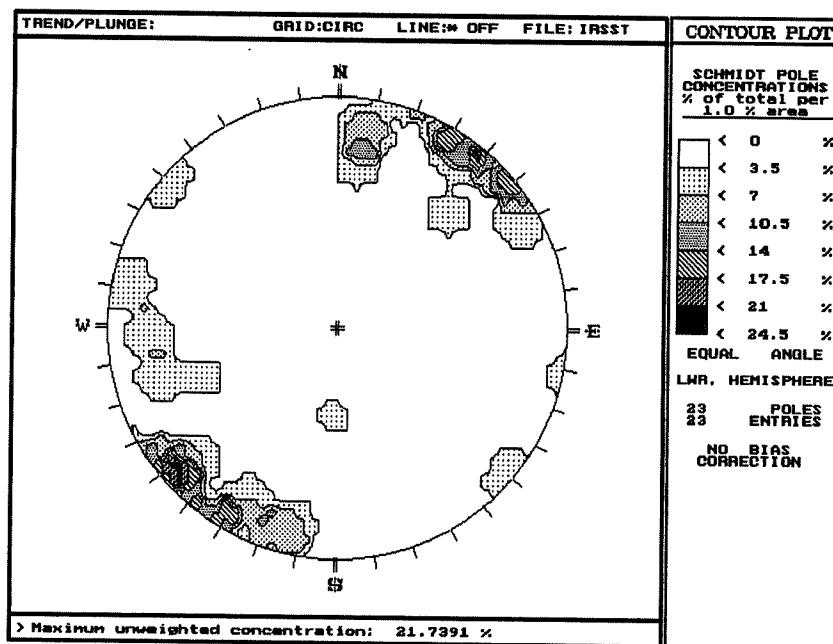 TREND/PLUNGE: GRID:CIRC LINE:* OFF FILE: IRSST
CONTOUR PLOT
N
W
E
S
SCHMIDT POLE
CONCENTRATIONS
% of total per
1.0 % area
< 0 %
< 3.5 %
< 7 %
< 10.5 %
< 14 %
< 17.5 %
< 21 %
< 24.5 %
EQUAL ANGLE
LWR. HEMISPHERE
23 POLES
23 ENTRIES
NO BIAS
CORRECTION
> Maximum unweighted concentration: 21.7391 %